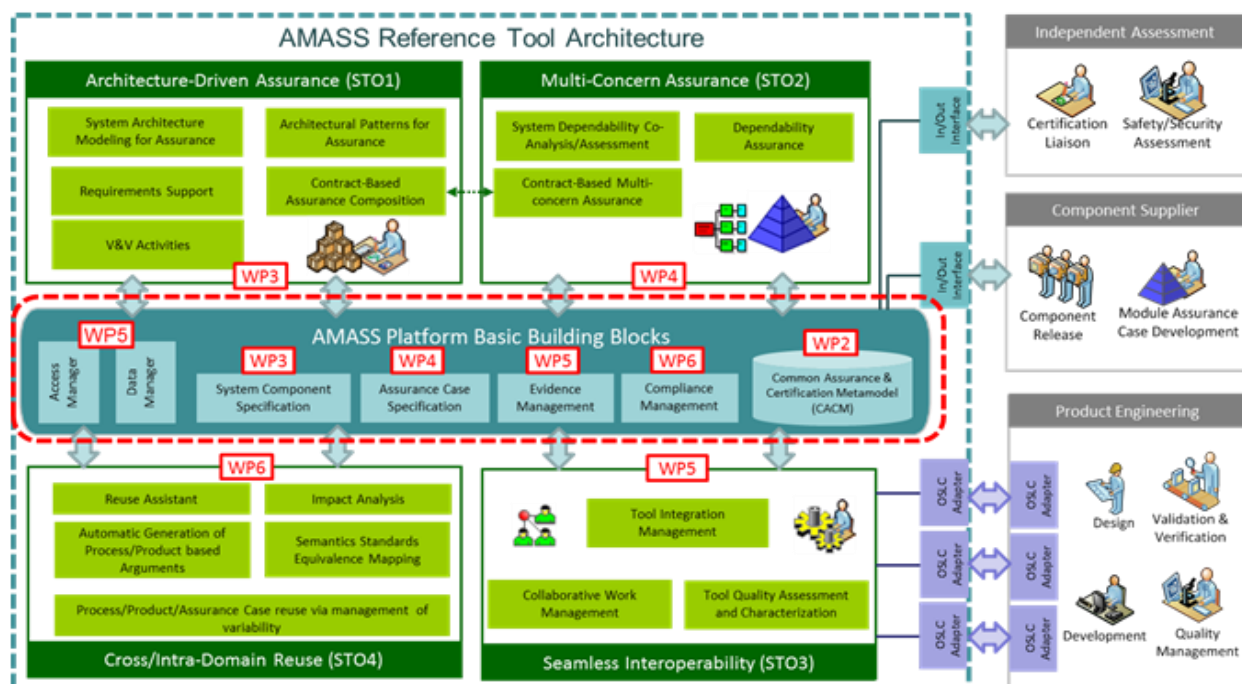 AMASS Reference Tool Architecture
Architecture-Driven Assurance (STO1)
System Architecture
Modeling for Assurance
Architectural Patterns for
Assurance
Requirements Support
Contract-Based
Assurance Composition
V&V Activities
WP3
Multi-Concern Assurance (STO2)
System Dependability Co-
Analysis/Assessment
Dependability
Assurance
Contract-Based Multi-
concern Assurance
WP4
In/Out
Interface
In/Out
Interface
Independent Assessment
Certification
Liaison
Safety/Security
Assessment
Component Supplier
Component
Release
Module Assurance
Case Development
AMASS Platform Basic Building Blocks
WP5
Access
Manager
Data
Manager
WP3
System Component
Specification
WP4
Assurance Case
Specification
WP5
Evidence
Management
WP6
Compliance
Management
WP2
Common Assurance &
Certification Metamodel
(CACM)
WP6
Reuse Assistant
Impact Analysis
Automatic Generation of
Process/Product based
Arguments
Semantics Standards
Equivalence Mapping
Process/Product/Assurance Case reuse via management of
variability
Cross/Intra-Domain Reuse (STO4)
WP5
Tool Integration
Management
Collaborative Work
Management
Tool Quality Assessment
and Characterization
Seamless Interoperability (STO3)
OSLC
Adapter
OSLC
Adapter
OSLC
Adapter
Product Engineering
OSLC
Adapter
OSLC
Adapter
OSLC
Adapter
Design
Validation &
Verification
Development
Quality
Management